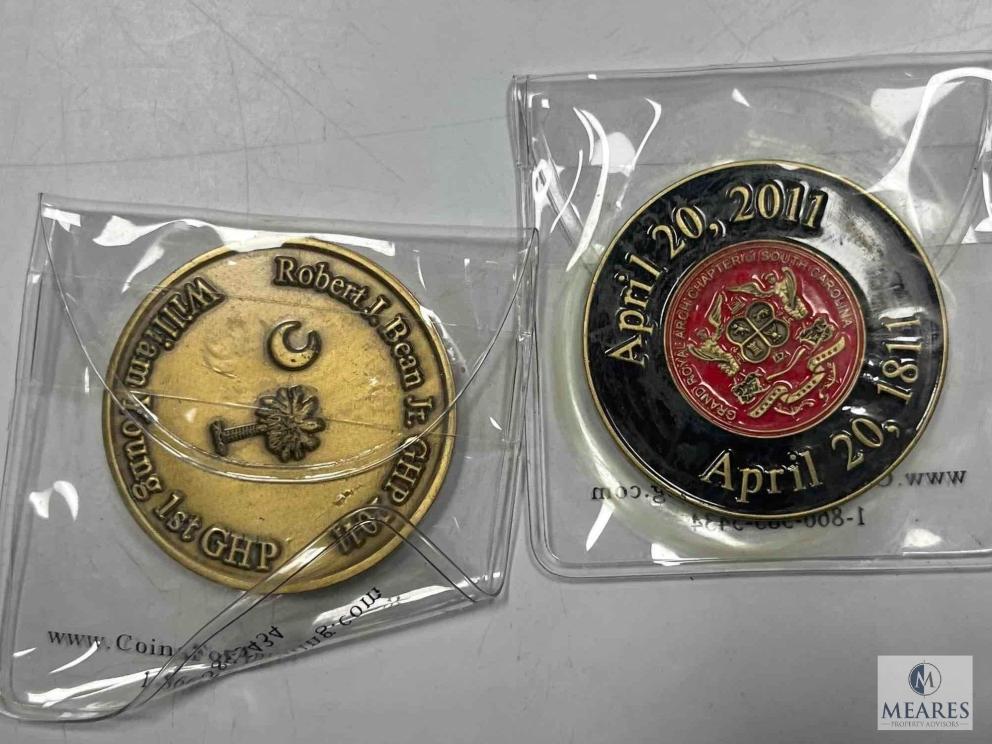 Robert J. Bean Jr. GHP 2011
William Young 1st GHP
www.Coin
April 20, 2011
GRAND ROYAL ARCH CHAPTER SOUTH CAROLINA
April 20, 1811
M
MEARES
PROPERTY ADVISORS